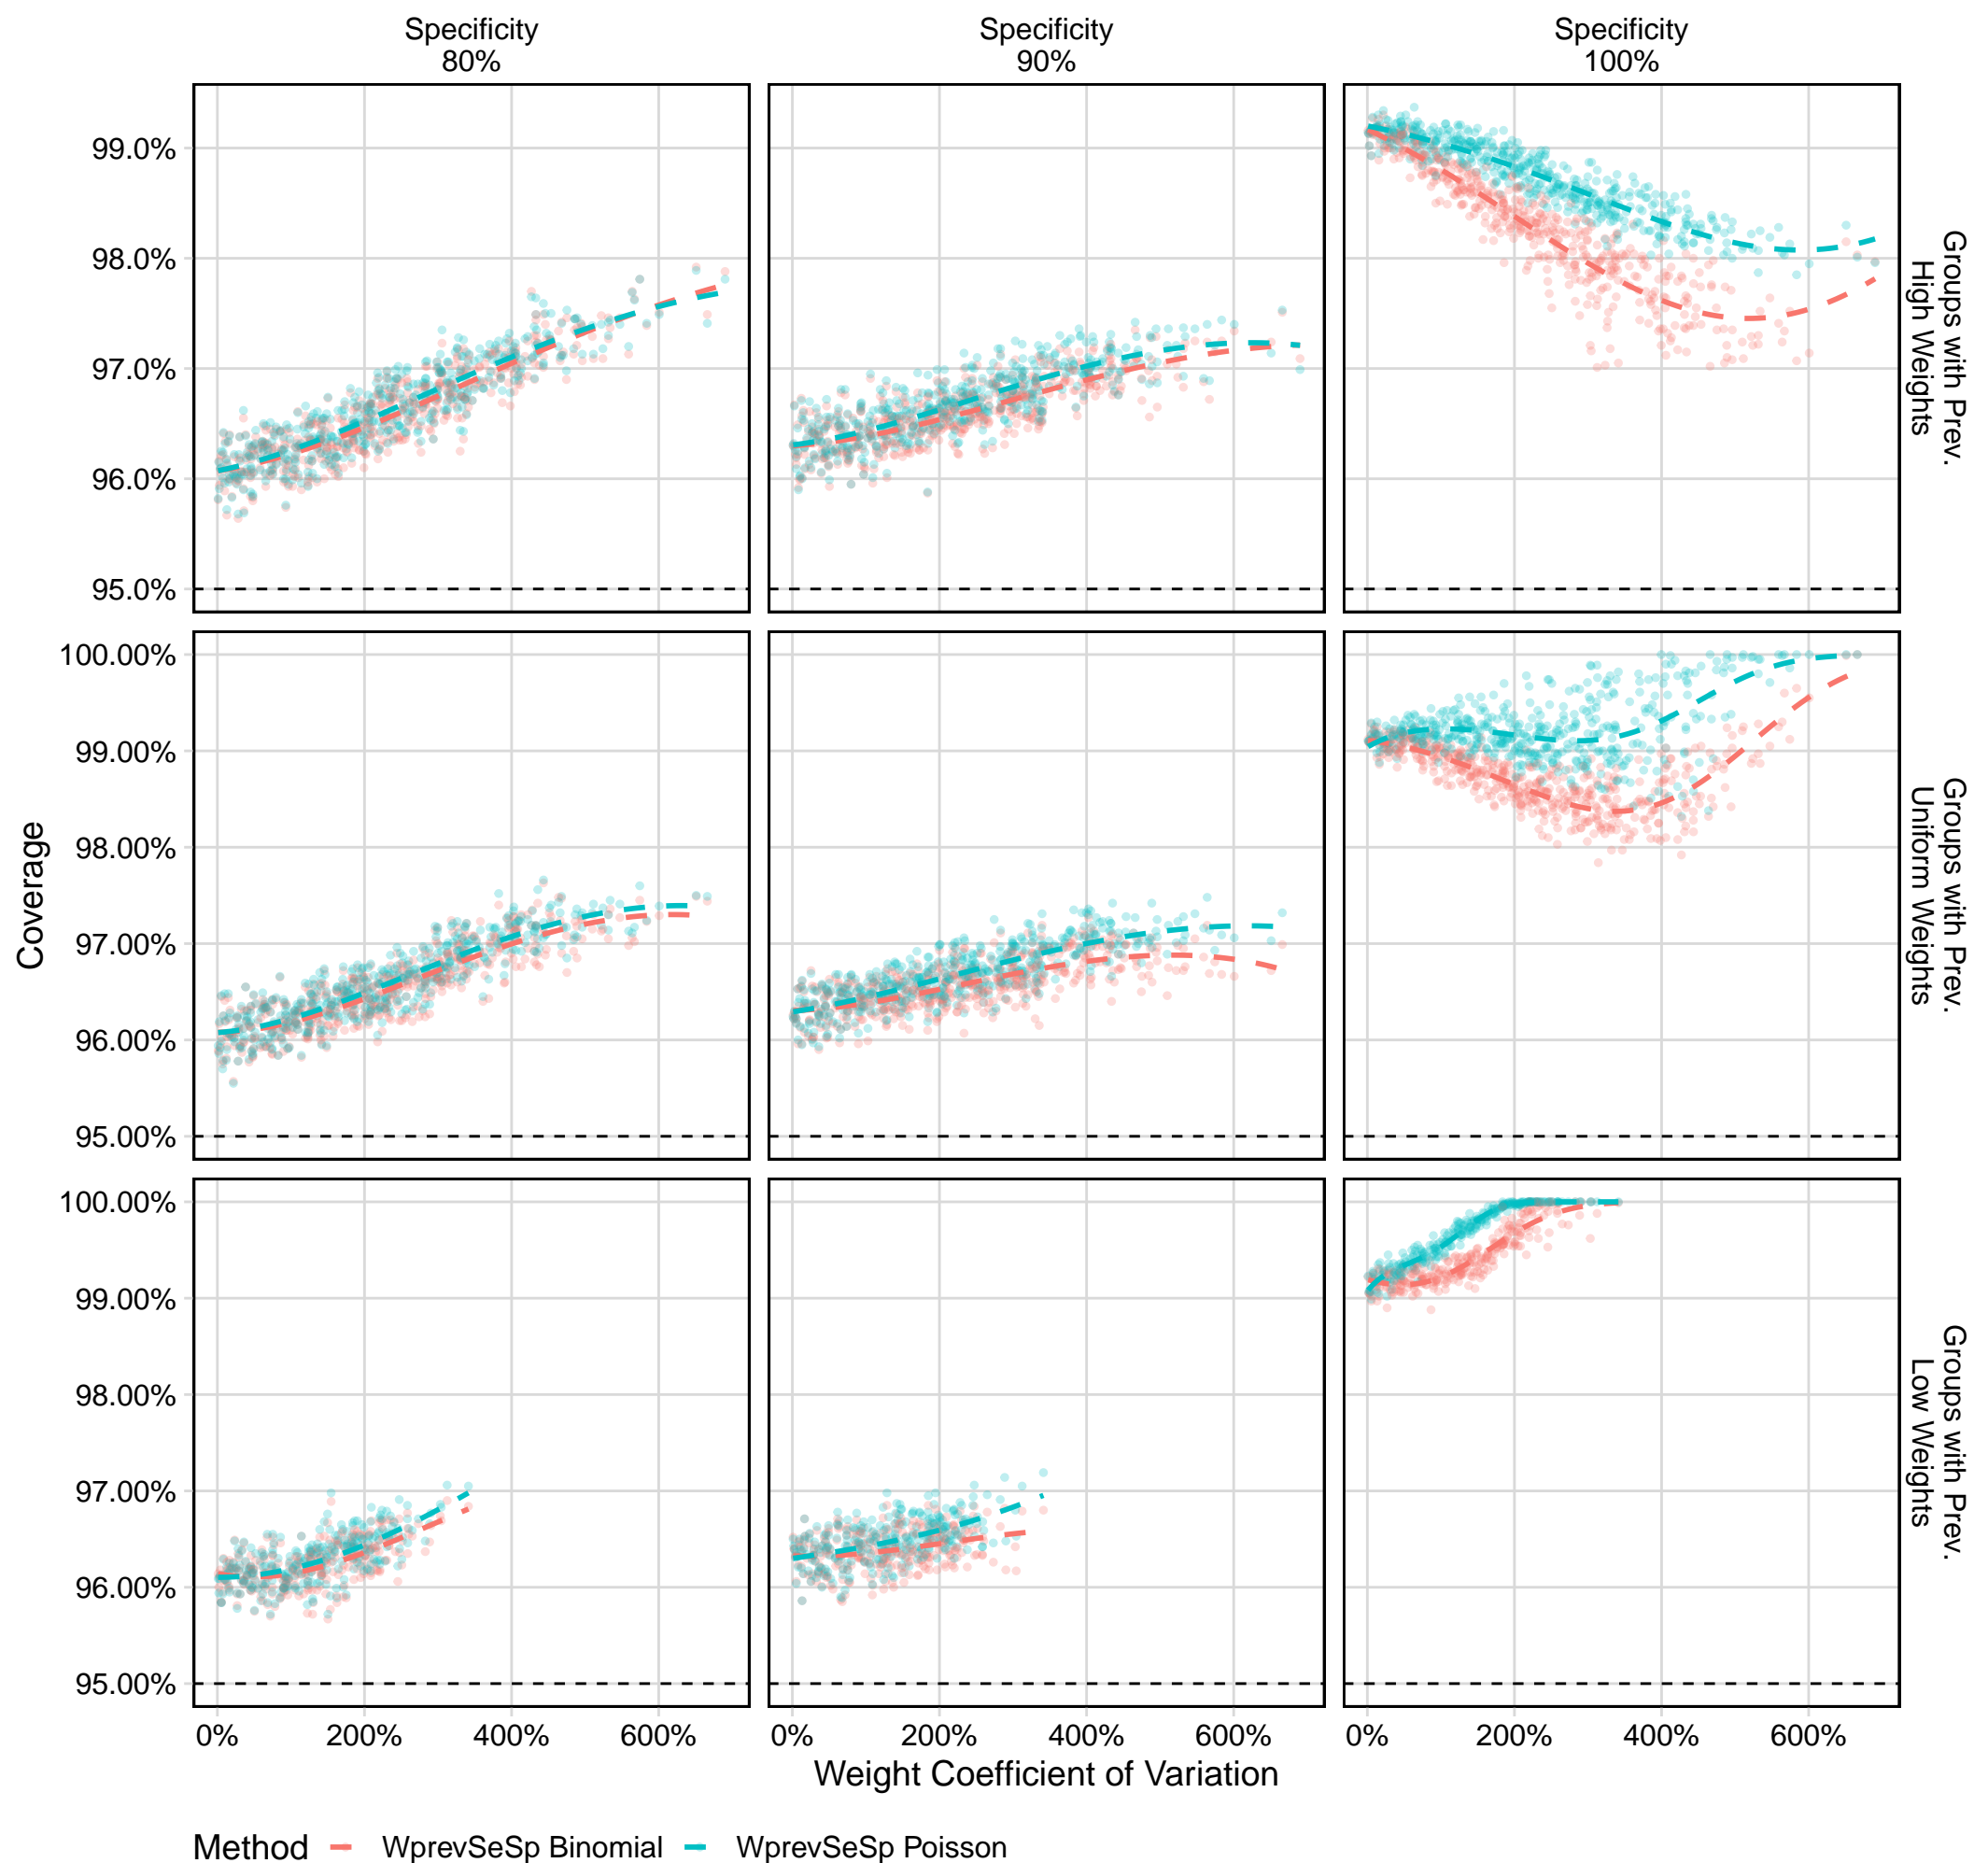 Specificity
80%
Specificity
90%
Specificity
100%
99.0%
98.0%
97.0%
96.0%
95.0%
Groups with Prev.
High Weights
100.00%
99.00%
98.00%
97.00%
96.00%
95.00%
Groups with Prev.
Uniform Weights
100.00%
99.00%
98.00%
97.00%
96.00%
95.00%
Groups with Prev.
Low Weights
Coverage
0% 200% 400% 600%
0% 200% 400% 600%
0% 200% 400% 600%
Weight Coefficient of Variation
Method WprevSeSp Binomial WprevSeSp Poisson